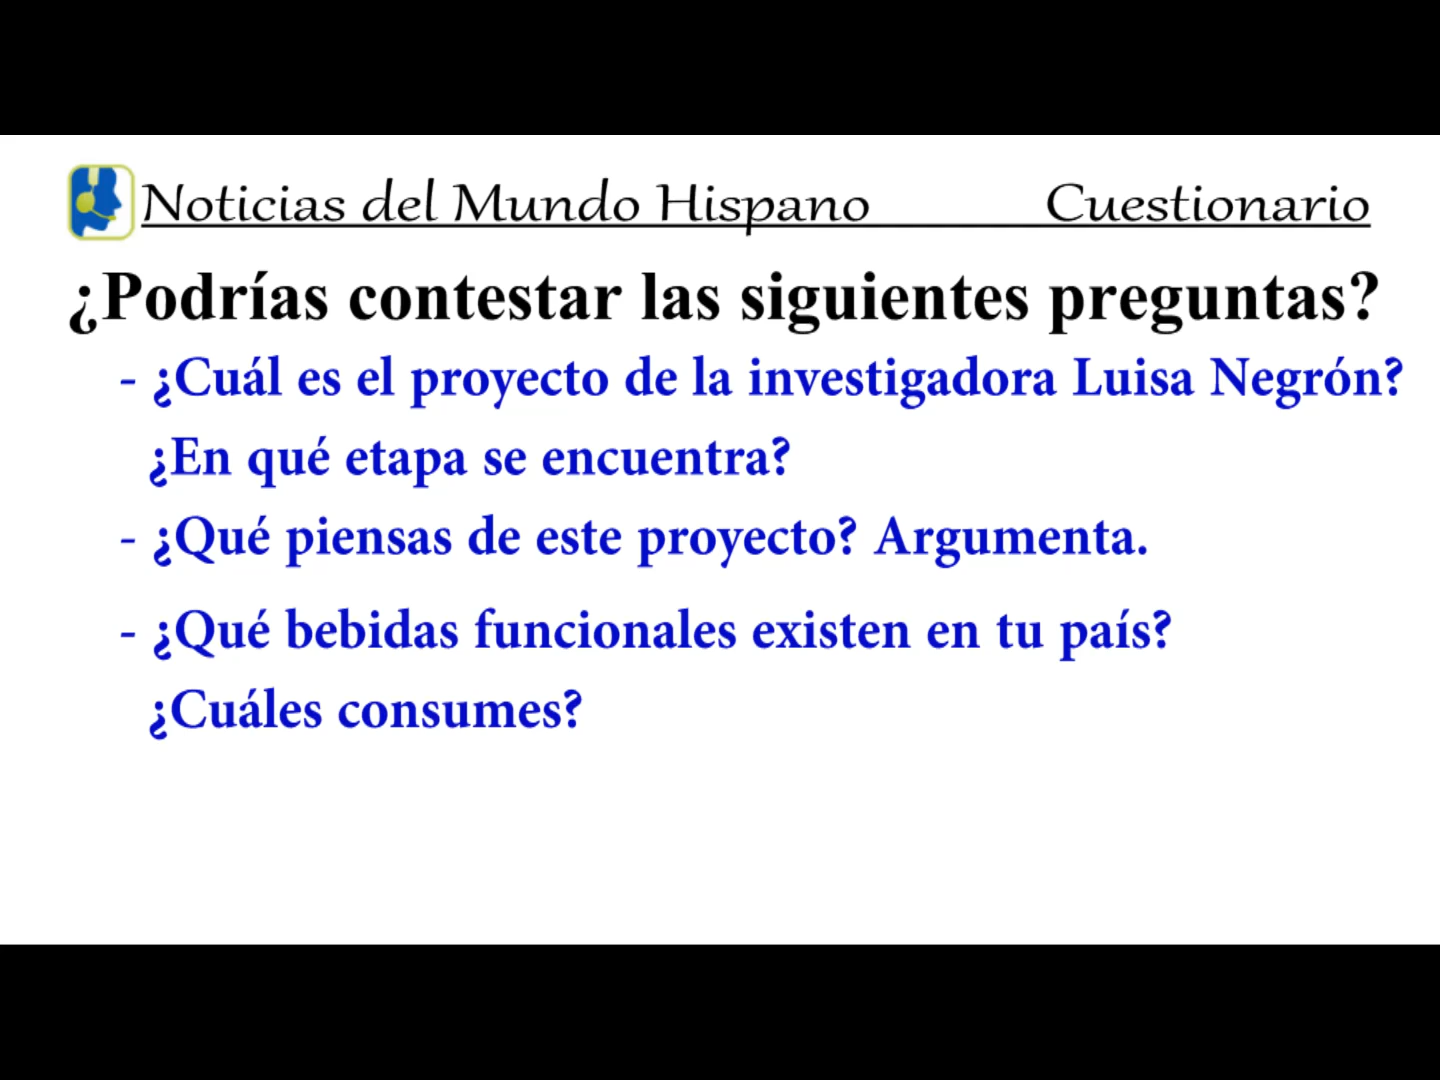 Noticias del Mundo Hispano Cuestionario
¿Podrías contestar las siguientes preguntas?
- ¿Cuál es el proyecto de la investigadora Luisa Negrón?
¿En qué etapa se encuentra?
- ¿Qué piensas de este proyecto? Argumenta.
- ¿Qué bebidas funcionales existen en tu país?
¿Cuáles consumes?